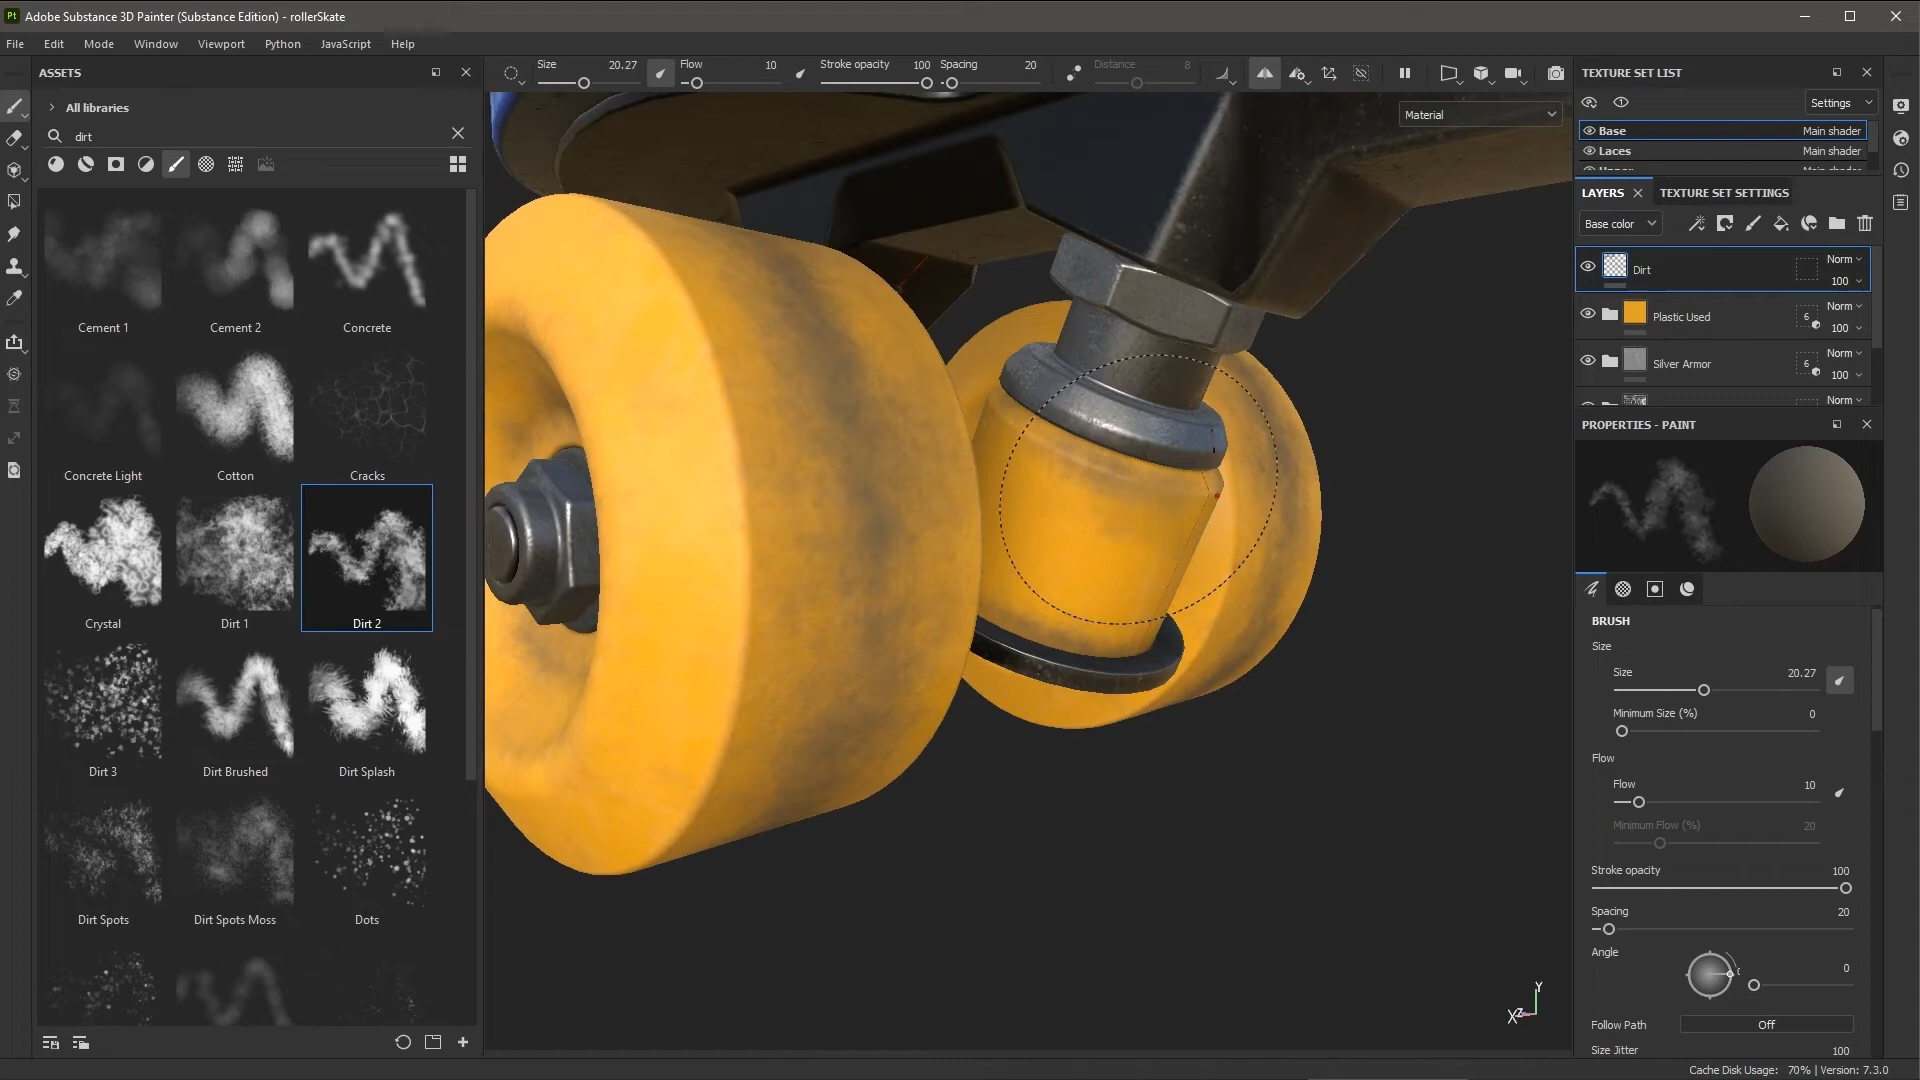 Pt Adobe Substance 3D Painter (Substance Edition) - rollerSkate
File Edit Mode Window Viewport Python JavaScript Help
ASSETS
All libraries
dirt
Cement 1 Cement 2 Concrete
Concrete Light Cotton Cracks
Crystal Dirt 1 Dirt 2
Dirt 3 Dirt Brushed Dirt Splash
Dirt Spots Dirt Spots Moss Dots
Size 20.27 Flow 10 Stroke opacity 100 Spacing 20 Distance 8
Material
Y
Z
X
TEXTURE SET LIST
Settings
Base Main shader
Laces Main shader
LAYERS TEXTURE SET SETTINGS
Base color
Dirt Norm
100
Plastic Used 6 Norm
100
Silver Armor 6 Norm
100
Norm
PROPERTIES - PAINT
BRUSH
Size
Size 20.27
Minimum Size (%) 0
Flow
Flow 10
Minimum Flow (%) 20
Stroke opacity 100
Spacing 20
Angle
0
Follow Path Off
Size Jitter 100
Cache Disk Usage: 70% | Version: 7.3.0